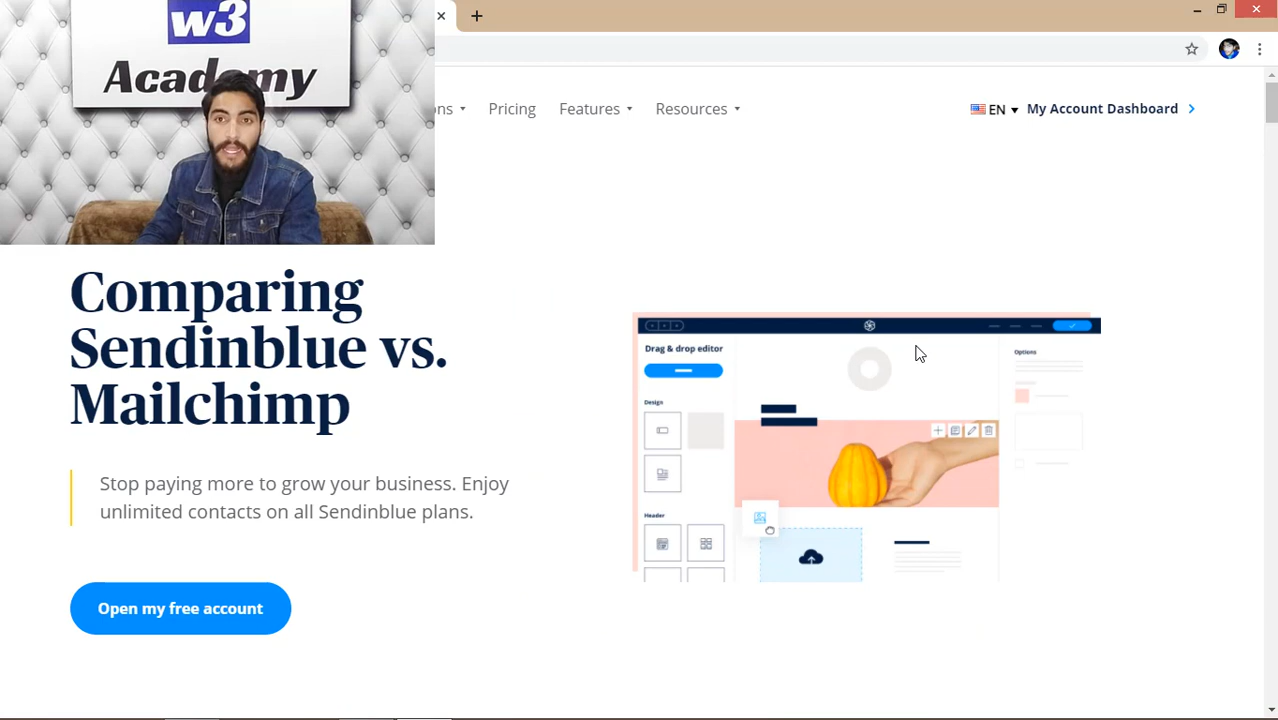 w3
Academy
ons
Pricing
Features
Resources
EN
My Account Dashboard
Comparing
Sendinblue vs.
Mailchimp
Stop paying more to grow your business. Enjoy
unlimited contacts on all Sendinblue plans.
Open my free account
Drag & drop editor
Design
Header
Options